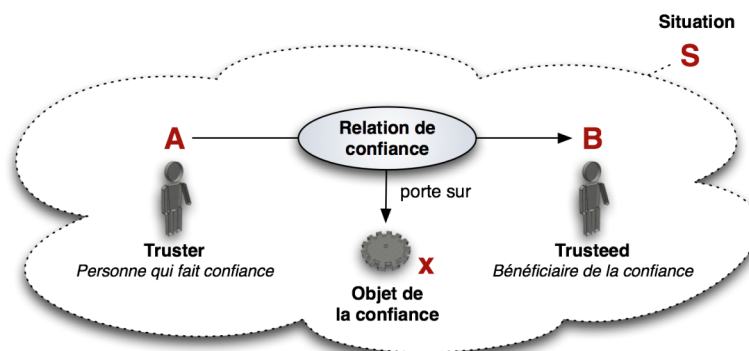 Situation
S
A
Relation de
confiance
B
porte sur
Truster
Personne qui fait confiance
x
Objet de
la confiance
Trusteed
Bénéficiaire de la confiance